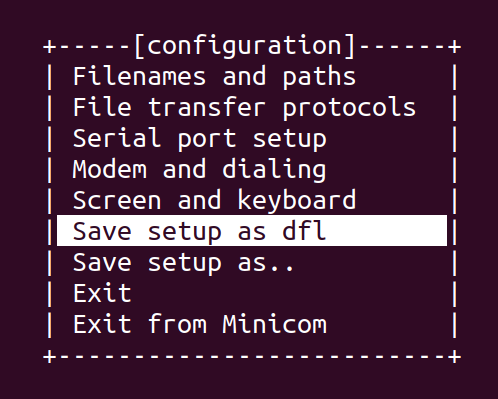 +-----[configuration]------+
| Filenames and paths      |
| File transfer protocols  |
| Serial port setup        |
| Modem and dialing        |
| Screen and keyboard      |
| Save setup as dfl        |
| Save setup as..          |
| Exit                     |
| Exit from Minicom        |
+--------------------------+